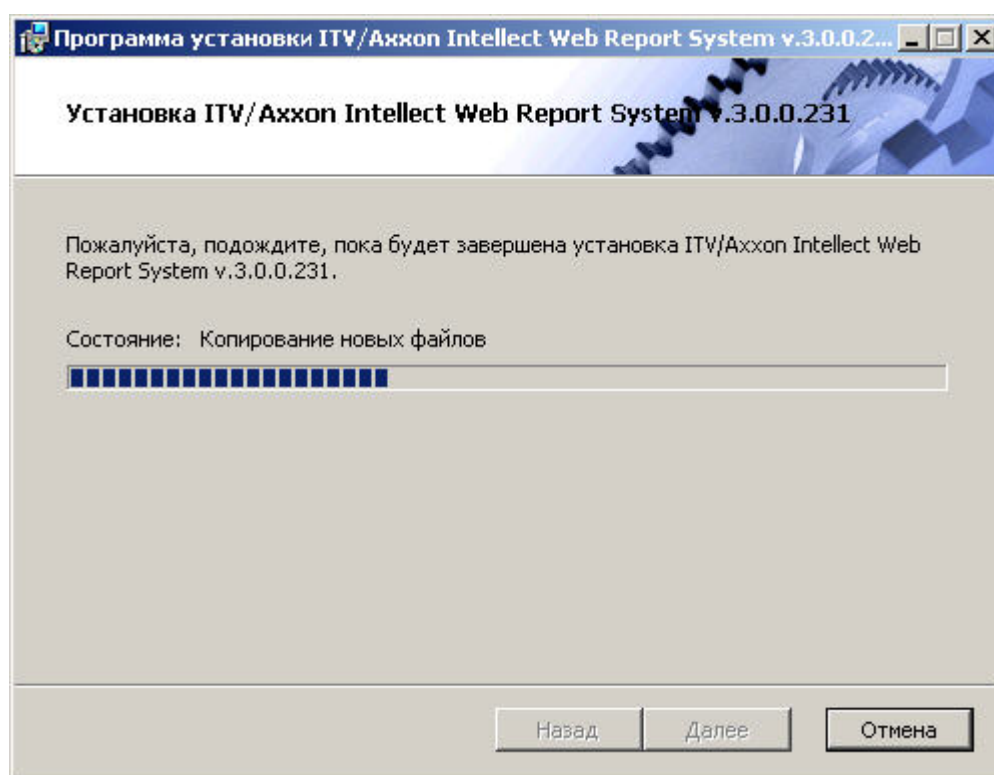 Программа установки ITV/Axxon Intellect Web Report System v.3.0.0.2...
Установка ITV/Axxon Intellect Web Report System v.3.0.0.231
Пожалуйста, подождите, пока будет завершена установка ITV/Axxon Intellect Web
Report System v.3.0.0.231.
Состояние: Копирование новых файлов
Назад
Далее
Отмена